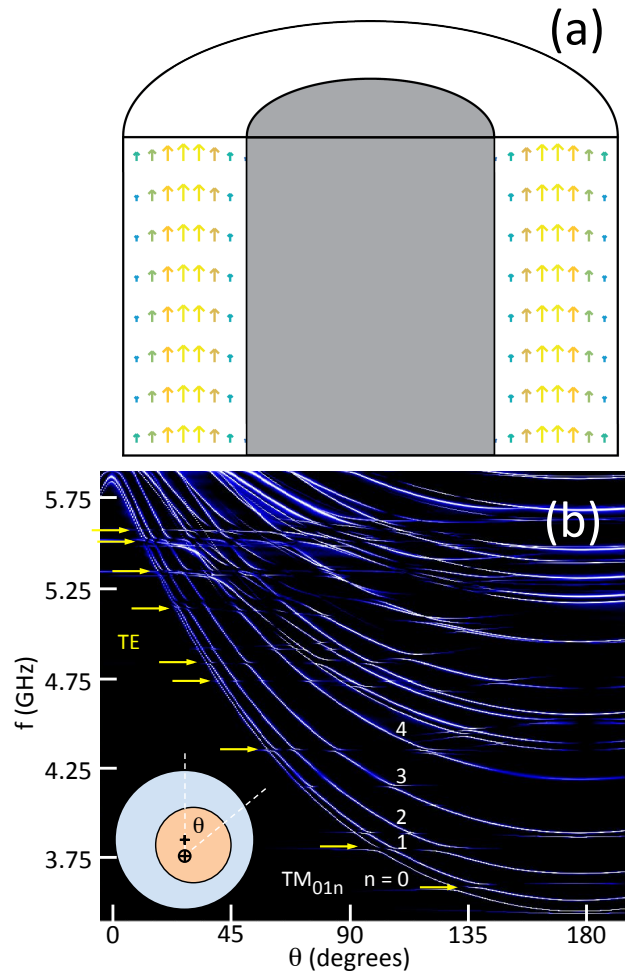 (a)
(b)
5.75
5.25
4.75
4.25
3.75
f (GHz)
TE
4
3
2
1
TM01n n = 0
θ
0 45 90 135 180
θ (degrees)